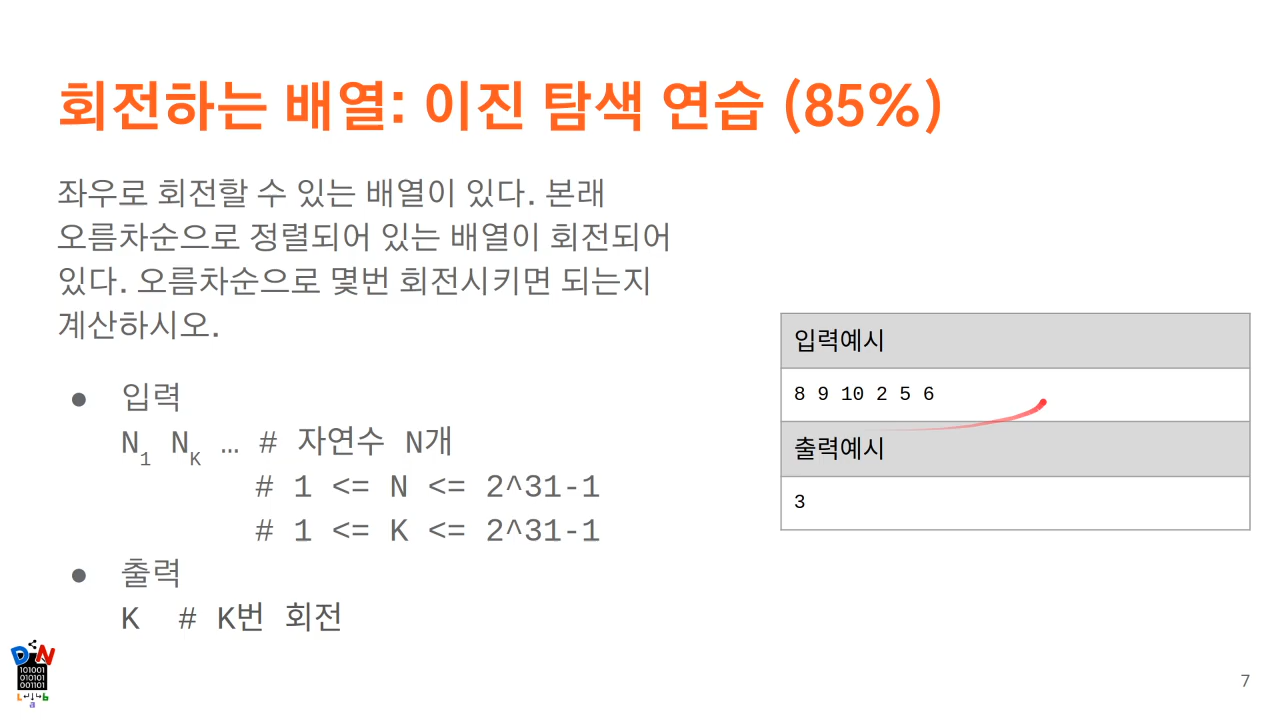 회전하는 배열: 이진 탐색 연습 (85%)
좌우로 회전할 수 있는 배열이 있다. 본래
오름차순으로 정렬되어 있는 배열이 회전되어
있다. 오름차순으로 몇번 회전시키면 되는지
계산하시오.
● 입력
N1 NK … # 자연수 N개
# 1 <= N <= 2^31-1
# 1 <= K <= 2^31-1
● 출력
K # K번 회전
입력예시
8 9 10 2 5 6
출력예시
3
DN
101001
010101
001101
L↵↓↪b
a
7